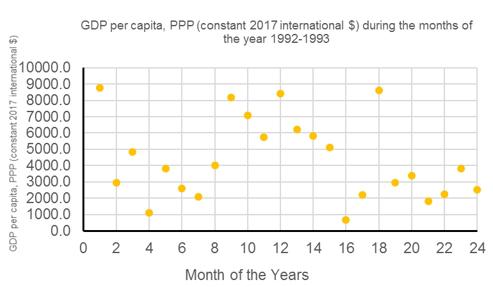 GDP per capita, PPP (constant 2017 international $) during the months of
the year 1992-1993
GDP per capita, PPP (constant 2017 international $)
10000.0
9000.0
8000.0
7000.0
6000.0
5000.0
4000.0
3000.0
2000.0
1000.0
0.0
0 2 4 6 8 10 12 14 16 18 20 22 24
Month of the Years